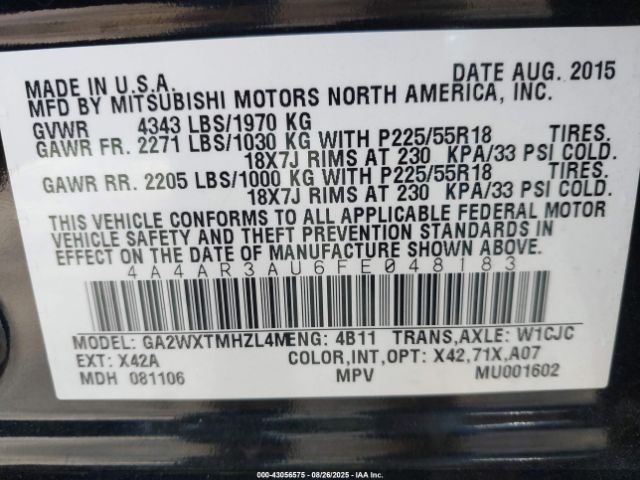 MADE IN U.S.A. DATE AUG. 2015
MFD BY MITSUBISHI MOTORS NORTH AMERICA, INC.
GVWR 4343 LBS/1970 KG
GAWR FR. 2271 LBS/1030 KG WITH P225/55R18 TIRES.
18X7J RIMS AT 230 KPA/33 PSI COLD.
GAWR RR. 2205 LBS/1000 KG WITH P225/55R18 TIRES.
18X7J RIMS AT 230 KPA/33 PSI COLD.
THIS VEHICLE CONFORMS TO ALL APPLICABLE FEDERAL MOTOR
VEHICLE SAFETY AND THEFT PREVENTION STANDARDS IN
EFFECT ON THE DATE OF MANUFACTURE SHOWN ABOVE.
4A4AR3AU6FE048183
MODEL: GA2WXTMHZL4M ENG: 4B11 TRANS,AXLE: W1CJC
EXT: X42A COLOR,INT,OPT: X42,71X,A07
MDH 081106 MPV MU001602
000-43056575 - 08/26/2025 - IAA Inc.